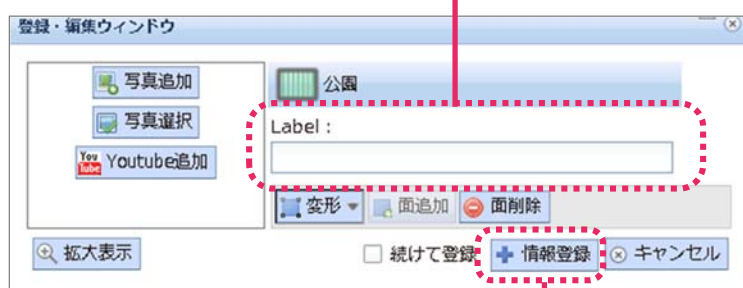 登録・編集ウィンドウ
写真追加
公園
写真選択
Label :
You Tube Youtube追加
変形 面追加 面削除
拡大表示 続けて登録 情報登録 キャンセル